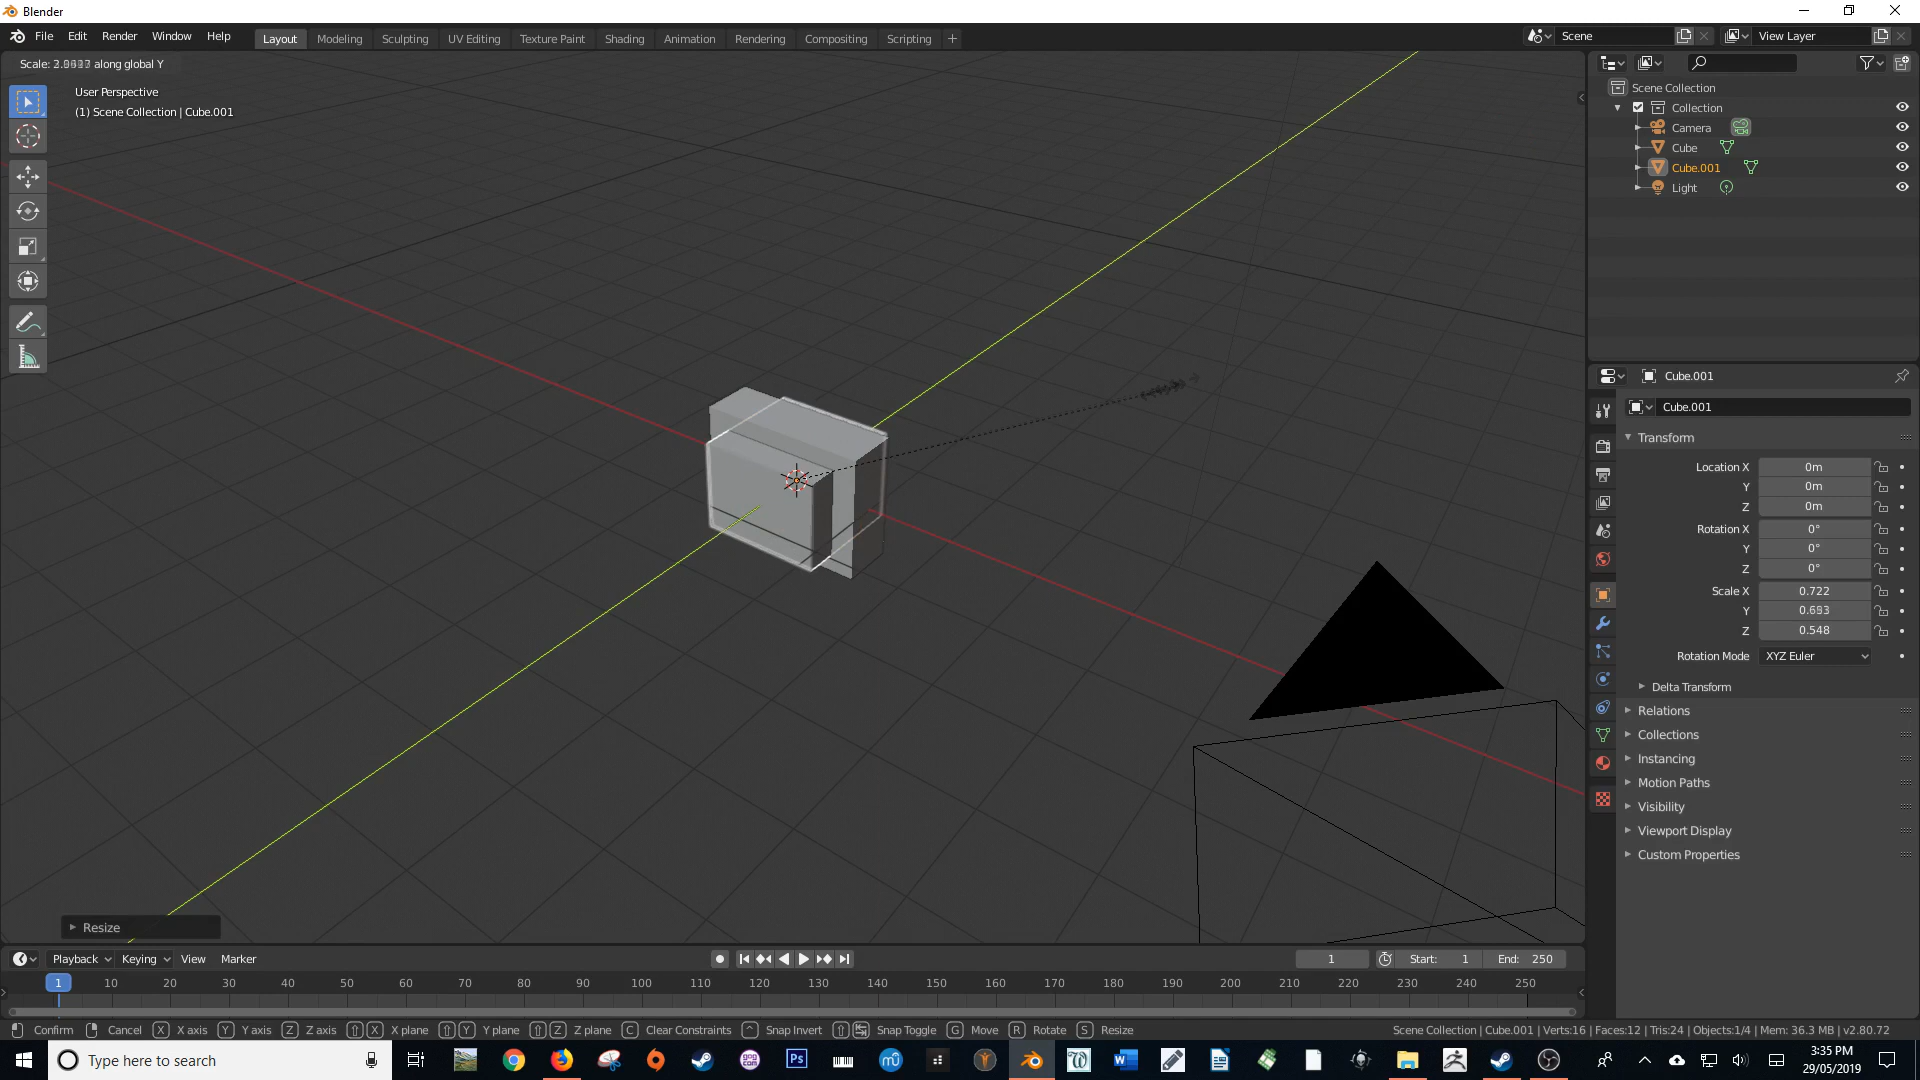 Blender
File Edit Render Window Help
Layout Modeling Sculpting UV Editing Texture Paint Shading Animation Rendering Compositing Scripting +
Scene
View Layer
Scale: along global Y
User Perspective
(1) Scene Collection | Cube.001
Scene Collection
Collection
Camera
Cube
Cube.001
Light
Cube.001
Cube.001
Transform
Location X 0m
Y 0m
Z 0m
Rotation X 0°
Y 0°
Z 0°
Scale X 0.722
Y 0.693
Z 0.548
Rotation Mode XYZ Euler
Delta Transform
Relations
Collections
Instancing
Motion Paths
Visibility
Viewport Display
Custom Properties
Resize
Playback Keying View Marker
1 Start: 1 End: 250
1 10 20 30 40 50 60 70 80 90 100 110 120 130 140 150 160 170 180 190 200 210 220 230 240 250
Confirm Cancel X X axis Y Y axis Z Z axis X X plane Y Y plane Z Z plane C Clear Constraints ^ Snap Invert Snap Toggle G Move R Rotate S Resize
Scene Collection | Cube.001 | Verts:16 | Faces:12 | Tris:24 | Objects:1/4 | Mem: 36.3 MB | v2.80.72
Type here to search
gog com
Ps
mu
W
3:35 PM
29/05/2019